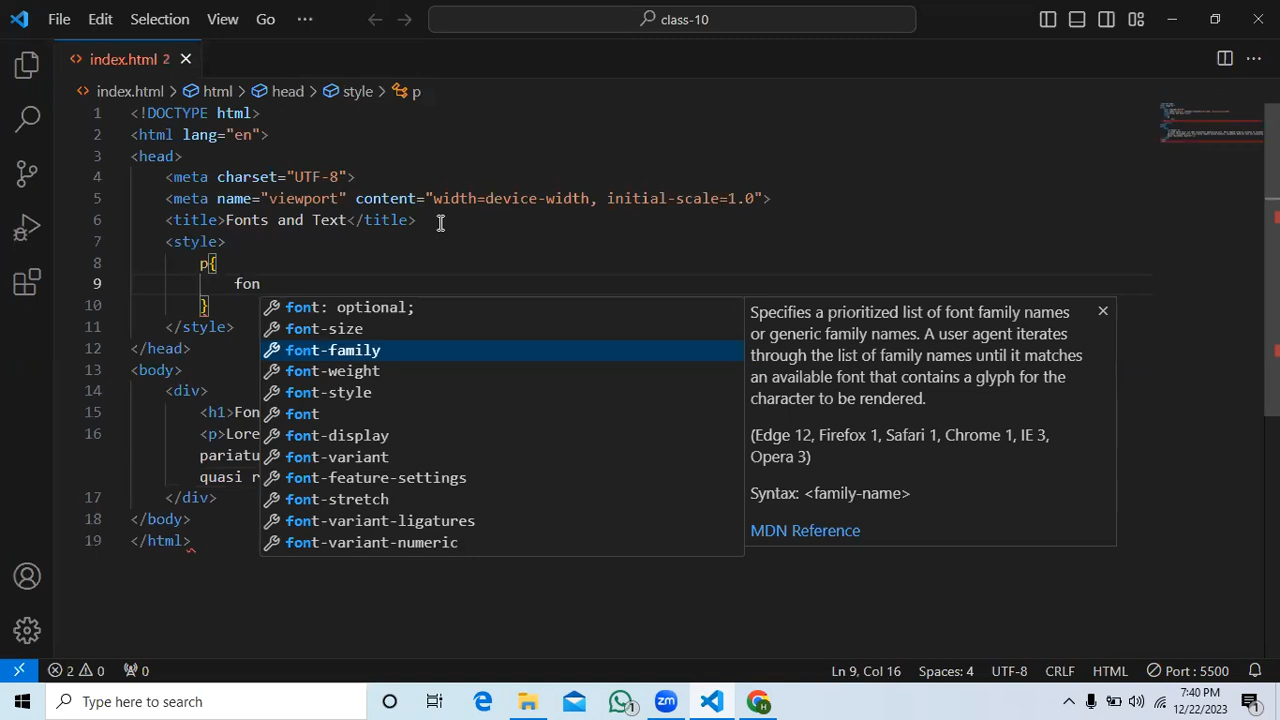 File Edit Selection View Go ··· class-10
index.html 2
index.html > html > head > style > p
1 <!DOCTYPE html>
2 <html lang="en">
3 <head>
4 <meta charset="UTF-8">
5 <meta name="viewport" content="width=device-width, initial-scale=1.0">
6 <title>Fonts and Text</title>
7 <style>
8 p{
9 fon
10 }
11 </style>
12 </head>
13 <body>
14 <div>
15 <h1>Fon
16 <p>Lore
pariatu
quasi r
17 </div>
18 </body>
19 </html>
font: optional;
font-size
font-family
font-weight
font-style
font
font-display
font-variant
font-feature-settings
font-stretch
font-variant-ligatures
font-variant-numeric
Specifies a prioritized list of font family names
or generic family names. A user agent iterates
through the list of family names until it matches
an available font that contains a glyph for the
character to be rendered.
(Edge 12, Firefox 1, Safari 1, Chrome 1, IE 3,
Opera 3)
Syntax: <family-name>
MDN Reference
2 0 0 Ln 9, Col 16 Spaces: 4 UTF-8 CRLF HTML Port : 5500
Type here to search 1 zm H 7:40 PM
12/22/2023 1